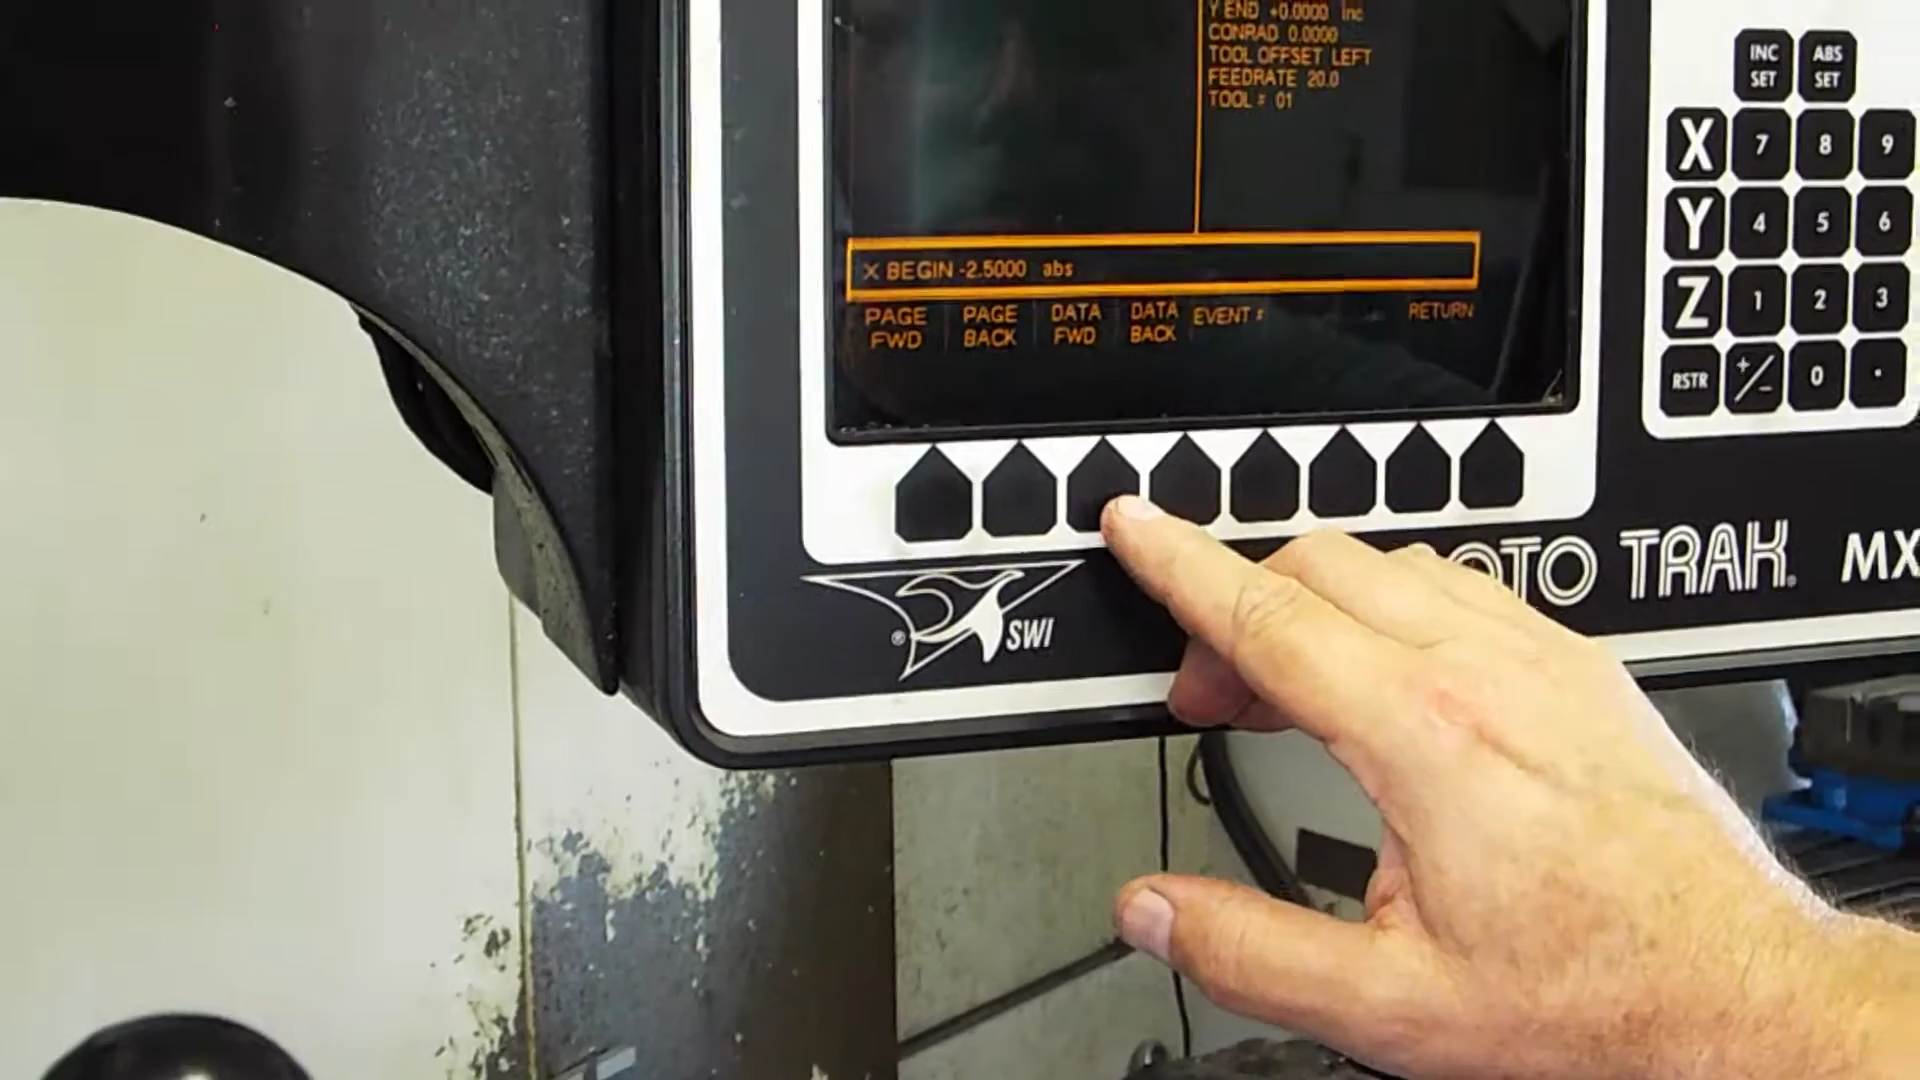 Y END +0.0000 inc
CONRAD 0.0000
TOOL OFFSET LEFT
FEEDRATE 20.0
TOOL # 01
X BEGIN -2.5000 abs
PAGE FWD
PAGE BACK
DATA FWD
DATA BACK
EVENT #
RETURN
INC SET
ABS SET
X 7 8 9
Y 4 5 6
Z 1 2 3
RSTR +/- 0 .
® SWI
OTO TRAK® MX